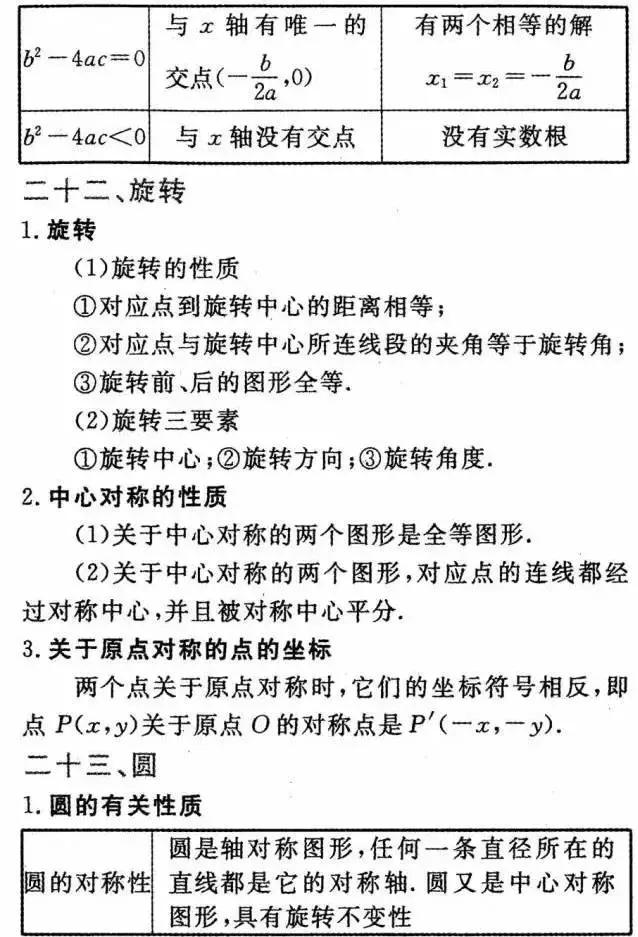 b²－4ac＝0 与 x 轴有唯一的交点(－b/2a,0) 有两个相等的解 x₁＝x₂＝－b/2a
b²－4ac＜0 与 x 轴没有交点 没有实数根
二十二、旋转
1. 旋转
(1)旋转的性质
①对应点到旋转中心的距离相等；
②对应点与旋转中心所连线段的夹角等于旋转角；
③旋转前、后的图形全等.
(2)旋转三要素
①旋转中心；②旋转方向；③旋转角度.
2. 中心对称的性质
(1)关于中心对称的两个图形是全等图形.
(2)关于中心对称的两个图形,对应点的连线都经
过对称中心,并且被对称中心平分.
3. 关于原点对称的点的坐标
两个点关于原点对称时,它们的坐标符号相反,即
点 P(x,y)关于原点 O 的对称点是 P′(－x,－y).
二十三、圆
1. 圆的有关性质
圆的对称性
圆是轴对称图形,任何一条直径所在的
直线都是它的对称轴. 圆又是中心对称
图形,具有旋转不变性